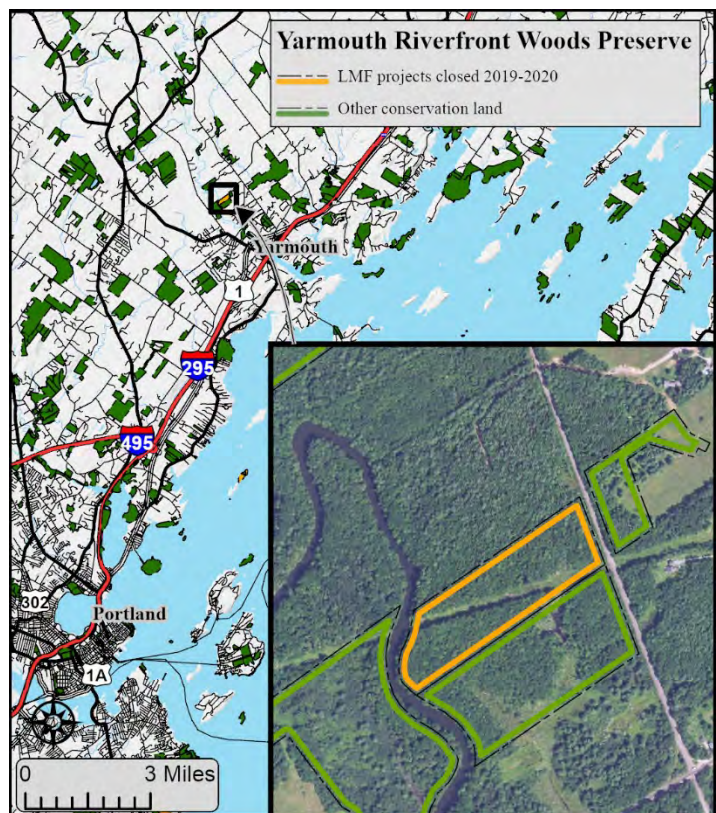 Yarmouth Riverfront Woods Preserve
LMF projects closed 2019-2020
Other conservation land
Yarmouth
1
295
495
302
Portland
1A
0 3 Miles